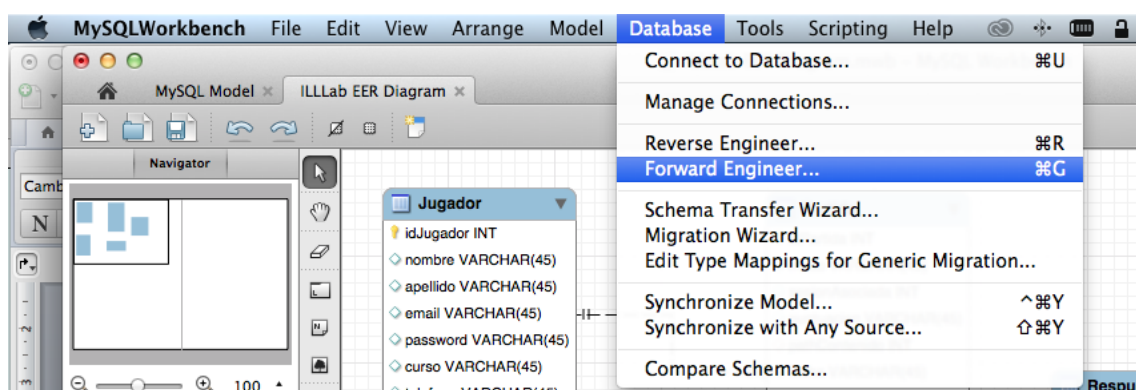 MySQLWorkbench File Edit View Arrange Model Database Tools Scripting Help
MySQL Model × ILLLab EER Diagram ×
Connect to Database... ⌘U
Manage Connections...
Reverse Engineer... ⌘R
Forward Engineer... ⌘G
Schema Transfer Wizard...
Migration Wizard...
Edit Type Mappings for Generic Migration...
Synchronize Model... ^⌘Y
Synchronize with Any Source... ⇧⌘Y
Compare Schemas...
Navigator
Camb
N
100
Jugador
idJugador INT
nombre VARCHAR(45)
apellido VARCHAR(45)
email VARCHAR(45)
password VARCHAR(45)
curso VARCHAR(45)
Respu